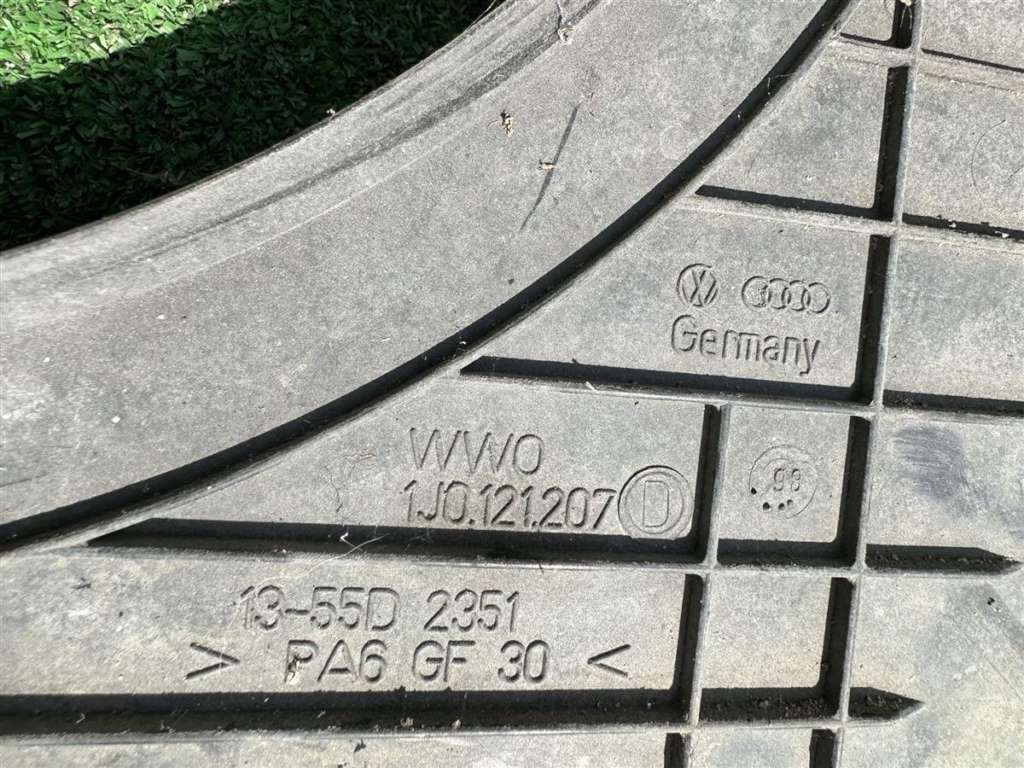 Germany
WWO
1J0.121.207 D
98
13-55D 2351
> PA6 GF 30 <